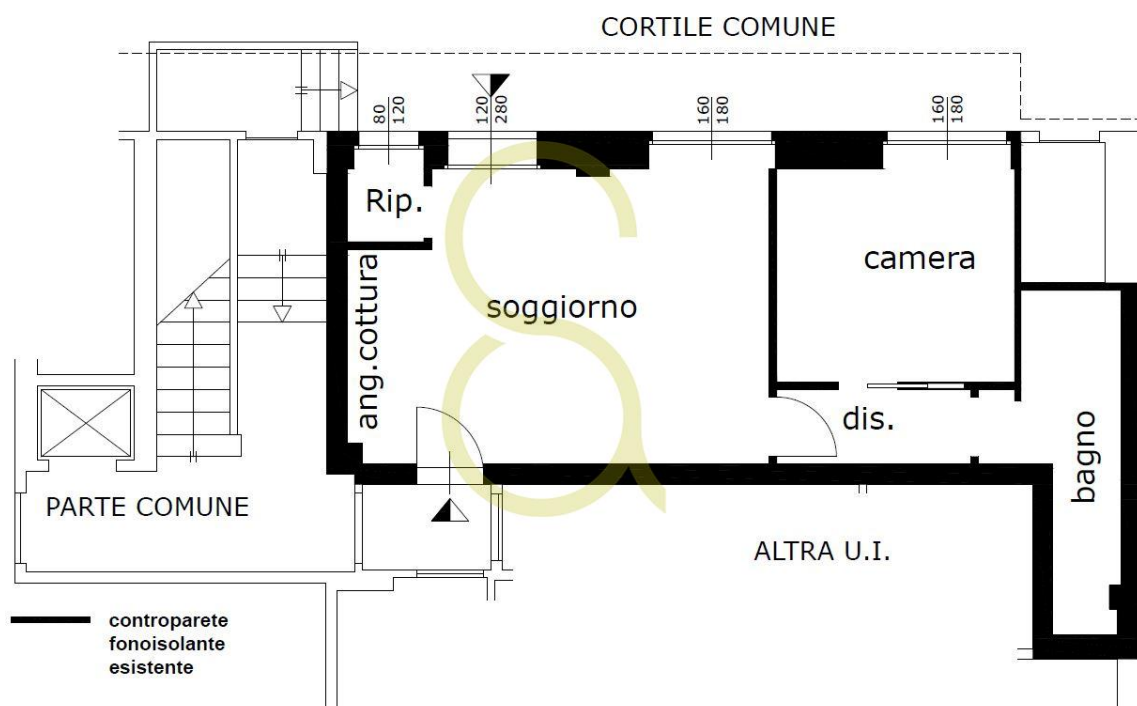 CORTILE COMUNE
80
120
120
280
160
180
160
180
Rip.
camera
ang.cottura
soggiorno
dis.
bagno
PARTE COMUNE
ALTRA U.I.
controparete
fonoisolante
esistente